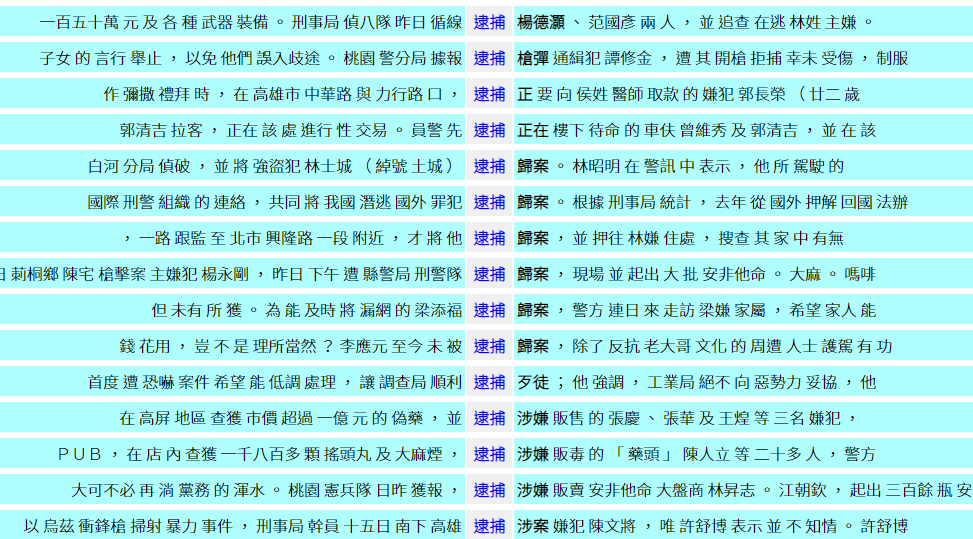 一百五十萬 元 及 各 種 武器 裝備 。 刑事局 偵八隊 昨日 循線 逮捕 楊德灝 、 范國彥 兩 人 ， 並 追查 在逃 林姓 主嫌 。
子女 的 言行 舉止 ， 以免 他們 誤入歧途 。 桃園 警分局 據報 逮捕 槍彈 通緝犯 譚修金 ， 遭 其 開槍 拒捕 幸未 受傷 ， 制服
作 彌撒 禮拜 時 ， 在 高雄市 中華路 與 力行路 口 ， 逮捕 正 要 向 侯姓 醫師 取款 的 嫌犯 郭長榮 （ 廿二 歲
郭清吉 拉客 ， 正在 該 處 進行 性 交易 。 員警 先 逮捕 正在 樓下 待命 的 車伕 曾維秀 及 郭清吉 ， 並 在 該
白河 分局 偵破 ， 並 將 強盜犯 林士城 （ 綽號 土城 ） 逮捕 歸案 。 林昭明 在 警訊 中 表示 ， 他 所 駕駛 的
國際 刑警 組織 的 連絡 ， 共同 將 我國 潛逃 國外 罪犯 逮捕 歸案 。 根據 刑事局 統計 ， 去年 從 國外 押解 回國 法辦
， 一路 跟監 至 北市 興隆路 一段 附近 ， 才 將 他 逮捕 歸案 ， 並 押往 林嫌 住處 ， 搜查 其 家 中 有無
日 莿桐鄉 陳宅 槍擊案 主嫌犯 楊永剛 ， 昨日 下午 遭 縣警局 刑警隊 逮捕 歸案 ， 現場 並 起出 大 批 安非他命 。 大麻 。 嗎啡
但 未有 所 獲 。 為 能 及時 將 漏網 的 梁添福 逮捕 歸案 ， 警方 連日 來 走訪 梁嫌 家屬 ， 希望 家人 能
錢 花用 ， 豈 不 是 理所當然 ？ 李應元 至今 未 被 逮捕 歸案 ， 除了 反抗 老大哥 文化 的 周遭 人士 護駕 有 功
首度 遭 恐嚇 案件 希望 能 低調 處理 ， 讓 調查局 順利 逮捕 歹徒 ； 他 強調 ， 工業局 絕不 向 惡勢力 妥協 ， 他
在 高屏 地區 查獲 市價 超過 一億 元 的 偽藥 ， 並 逮捕 涉嫌 販售 的 張慶 、 張華 及 王煌 等 三名 嫌犯 ，
ＰＵＢ ， 在 店 內 查獲 一千八百多 顆 搖頭丸 及 大麻煙 ， 逮捕 涉嫌 販毒 的 「 藥頭 」 陳人立 等 二十多 人 ， 警方
大可不必 再 淌 黨務 的 渾水 。 桃園 憲兵隊 日昨 獲報 ， 逮捕 涉嫌 販賣 安非他命 大盤商 林昇志 。 江朝欽 ， 起出 三百餘 瓶 安
以 烏茲 衝鋒槍 掃射 暴力 事件 ， 刑事局 幹員 十五日 南下 高雄 逮捕 涉案 嫌犯 陳文將 ， 唯 許舒博 表示 並 不 知情 。 許舒博